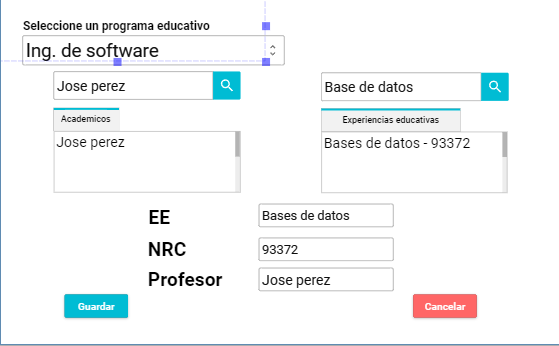 Seleccione un programa educativo
Ing. de software
Jose perez
Base de datos
Academicos
Experiencias educativas
Jose perez
Bases de datos - 93372
EE
Bases de datos
NRC
93372
Profesor
Jose perez
Guardar
Cancelar